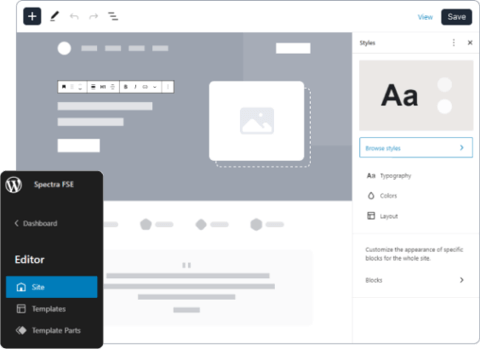 View
Save
Styles
Aa
Browse styles
Aa Typography
Colors
Layout
Customize the appearance of specific
blocks for the whole site.
Blocks
Spectra FSE
Dashboard
Editor
Site
Templates
Template Parts